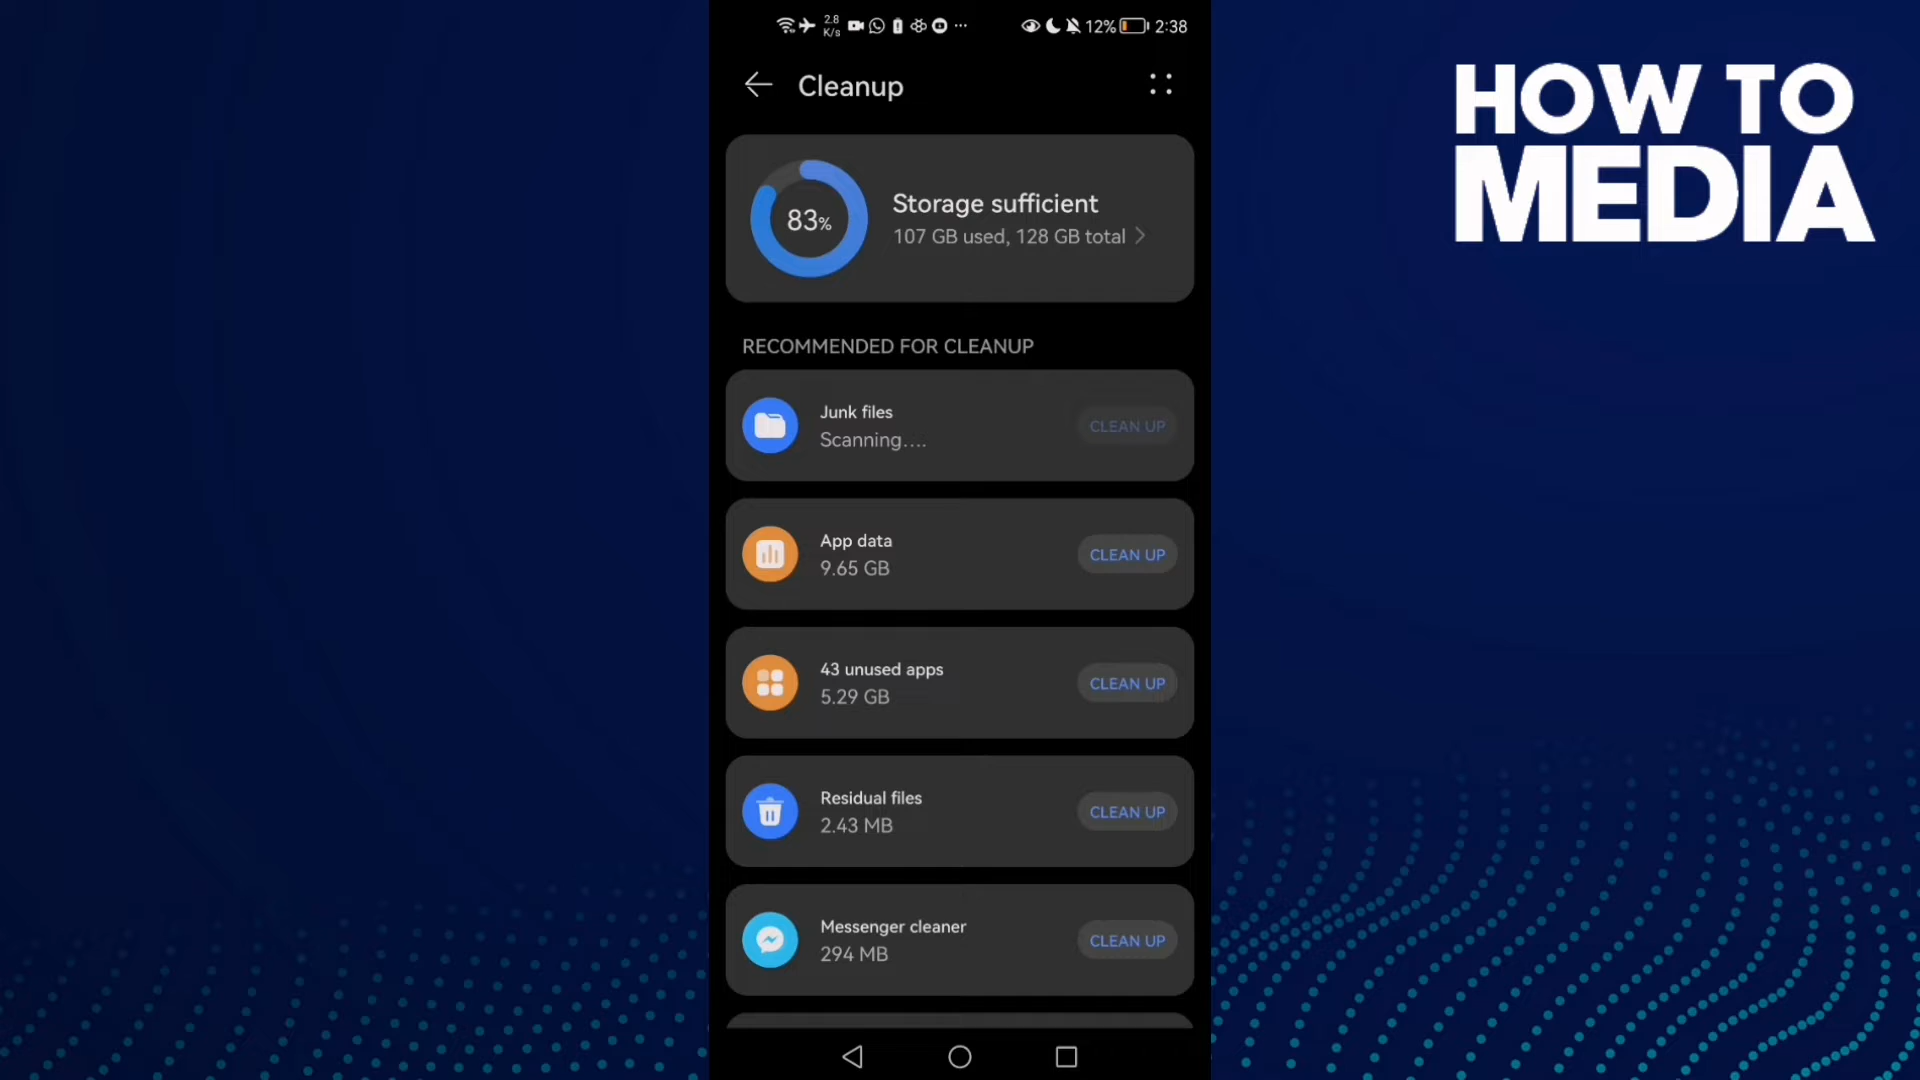 2.8
K/s
12%
2:38
Cleanup
83%
Storage sufficient
107 GB used, 128 GB total
RECOMMENDED FOR CLEANUP
Junk files
Scanning....
CLEAN UP
App data
9.65 GB
CLEAN UP
43 unused apps
5.29 GB
CLEAN UP
Residual files
2.43 MB
CLEAN UP
Messenger cleaner
294 MB
CLEAN UP
HOW TO
MEDIA